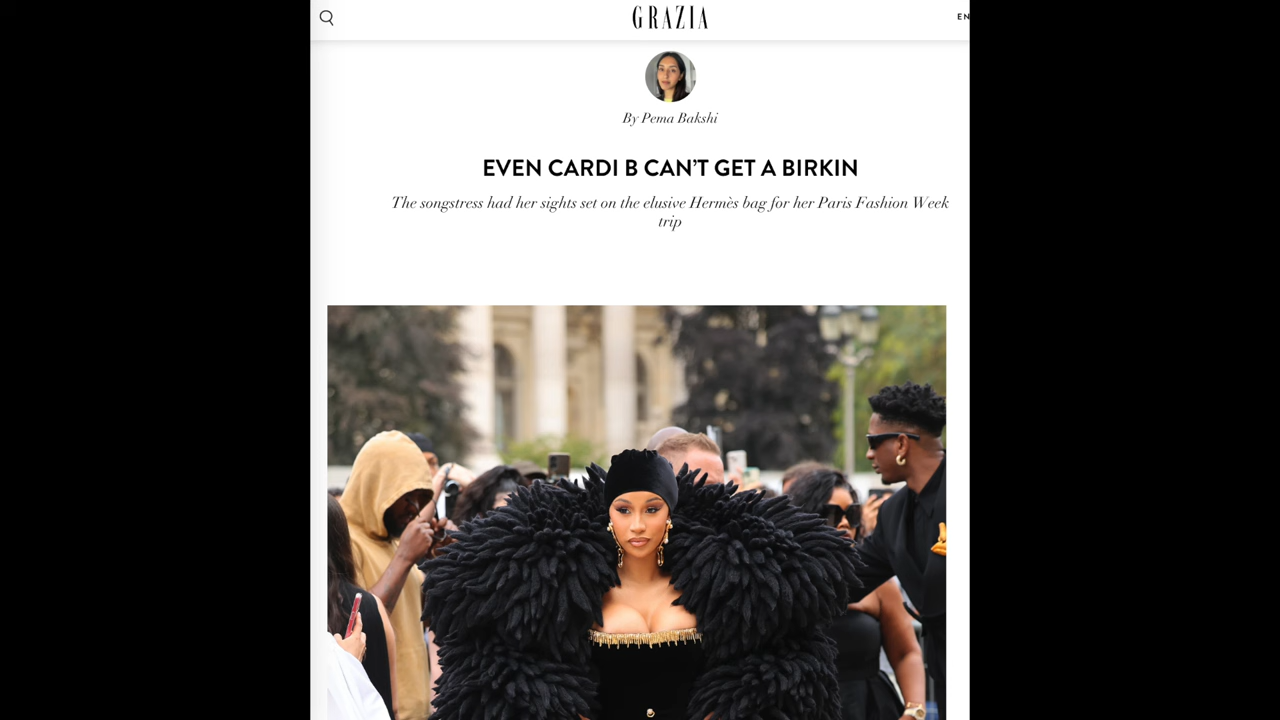 GRAZIA
EN
By Pema Bakshi
EVEN CARDI B CAN’T GET A BIRKIN
The songstress had her sights set on the elusive Hermès bag for her Paris Fashion Week
trip